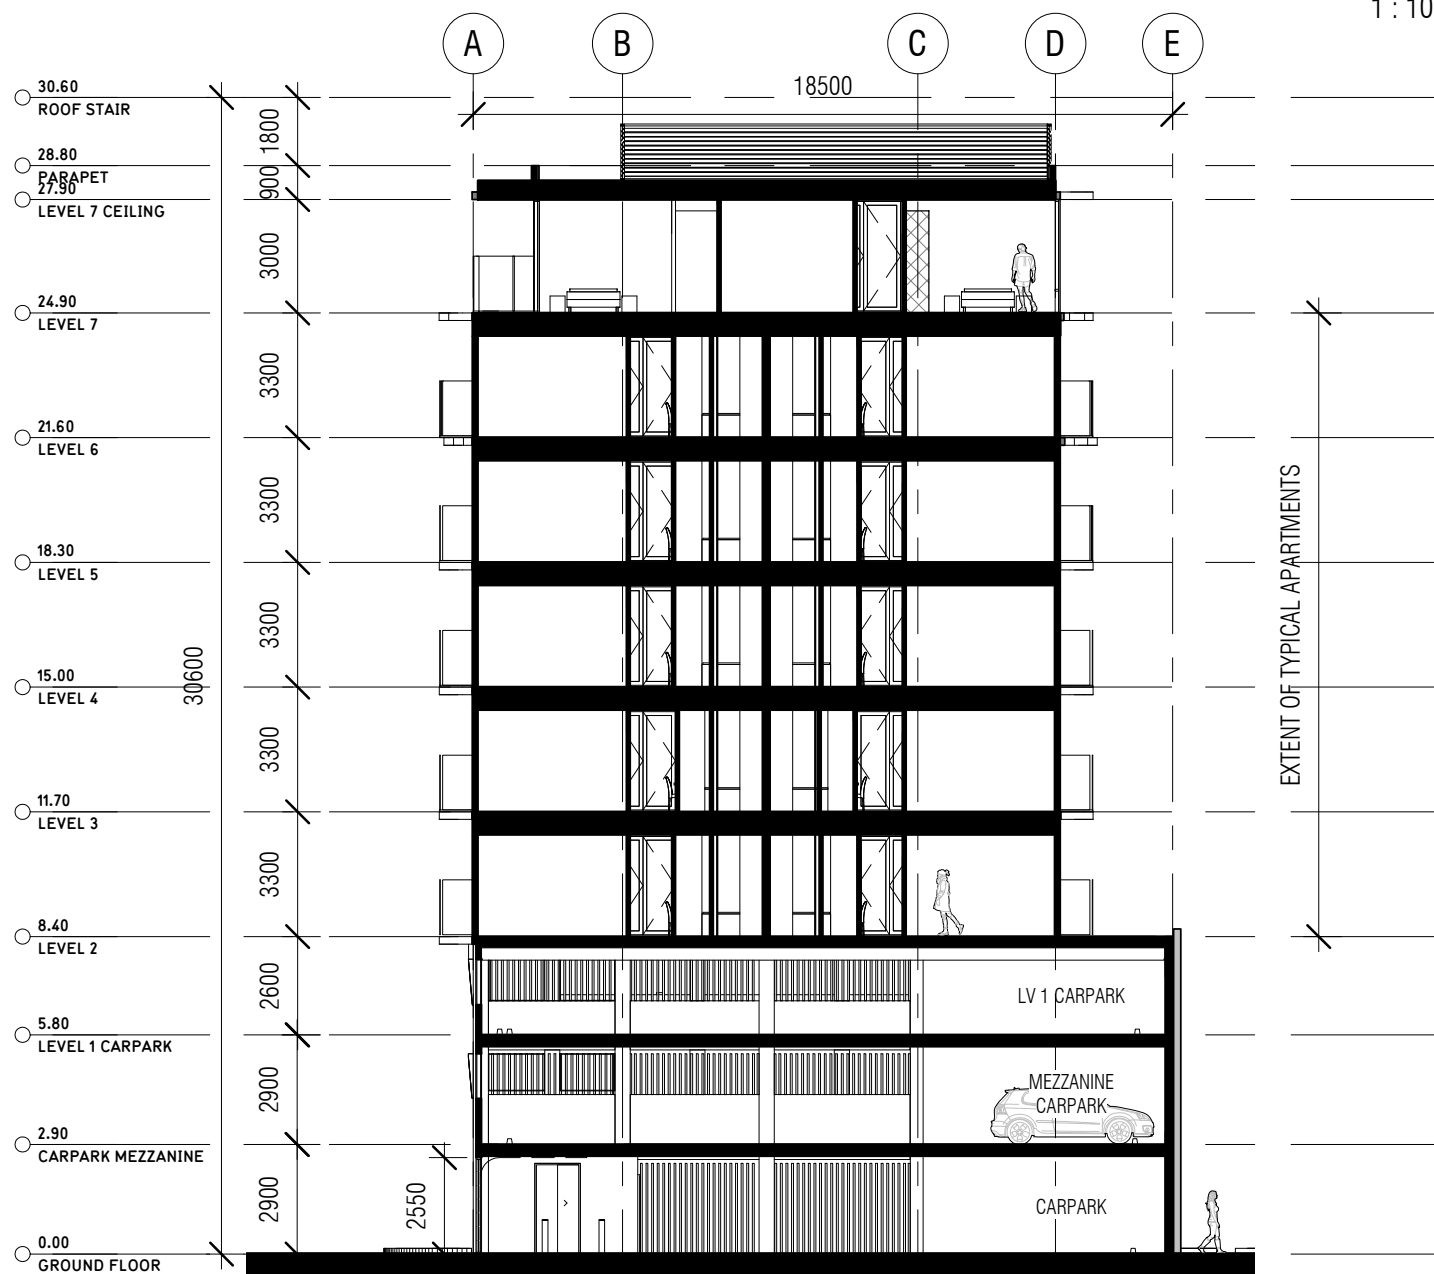 1 : 10
A
B
C
D
E
18500
30.60
ROOF STAIR
1800
28.80
PARAPET
900
27.90
LEVEL 7 CEILING
3000
24.90
LEVEL 7
3300
21.60
LEVEL 6
3300
18.30
LEVEL 5
3300
15.00
LEVEL 4
30600
3300
11.70
LEVEL 3
3300
8.40
LEVEL 2
EXTENT OF TYPICAL APARTMENTS
2600
LV 1 CARPARK
5.80
LEVEL 1 CARPARK
2900
MEZZANINE
CARPARK
2.90
CARPARK MEZZANINE
2900
2550
CARPARK
0.00
GROUND FLOOR